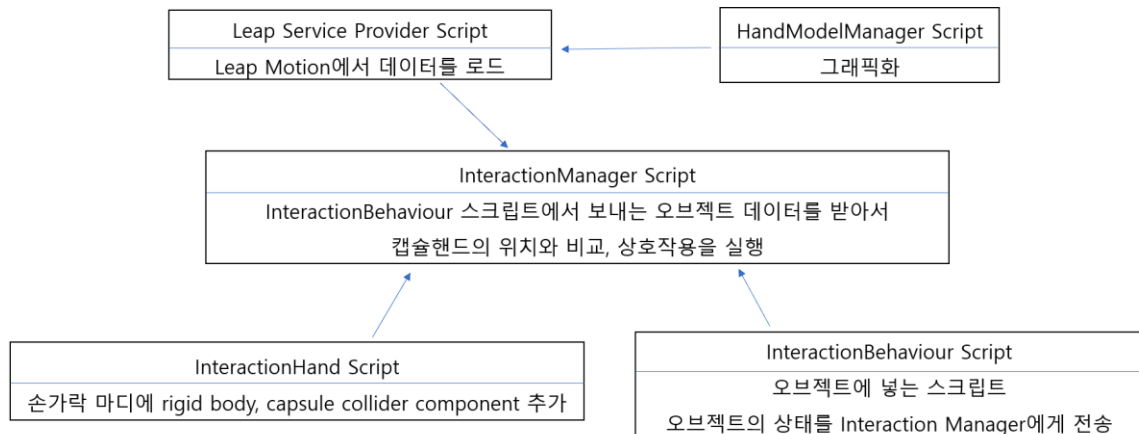 Leap Service Provider Script
Leap Motion에서 데이터를 로드
HandModelManager Script
그래픽화
InteractionManager Script
InteractionBehaviour 스크립트에서 보내는 오브젝트 데이터를 받아서
캡슐핸드의 위치와 비교, 상호작용을 실행
InteractionHand Script
손가락 마디에 rigid body, capsule collider component 추가
InteractionBehaviour Script
오브젝트에 넣는 스크립트
오브젝트의 상태를 Interaction Manager에게 전송